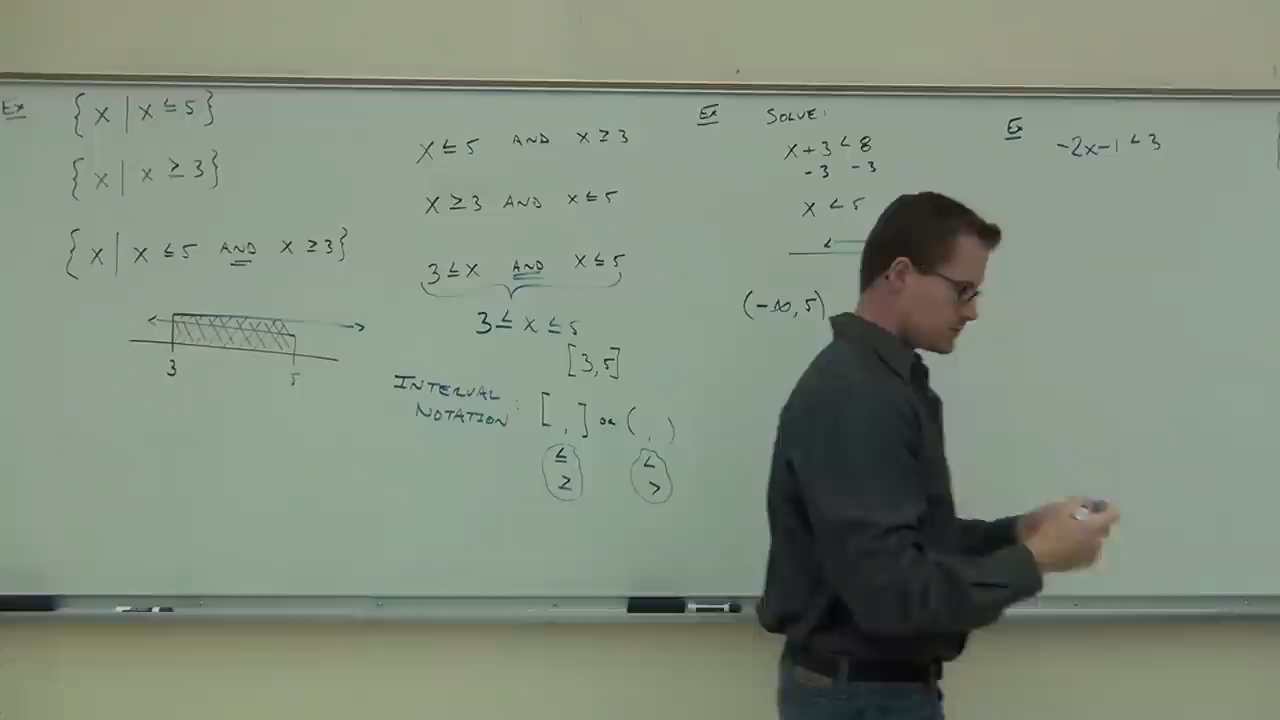 Ex {x | x ≤ 5}
{x | x ≥ 3}
{x | x ≤ 5 AND x ≥ 3}
3 5
x ≤ 5 AND x ≥ 3
x ≥ 3 AND x ≤ 5
3 ≤ x AND x ≤ 5
3 ≤ x ≤ 5
[3,5]
INTERVAL
NOTATION: [ , ] or ( , )
≤ <
≥ >
Ex SOLVE:
x + 3 < 8
-3 -3
x < 5
(-∞, 5)
Ex -2x-1 < 3